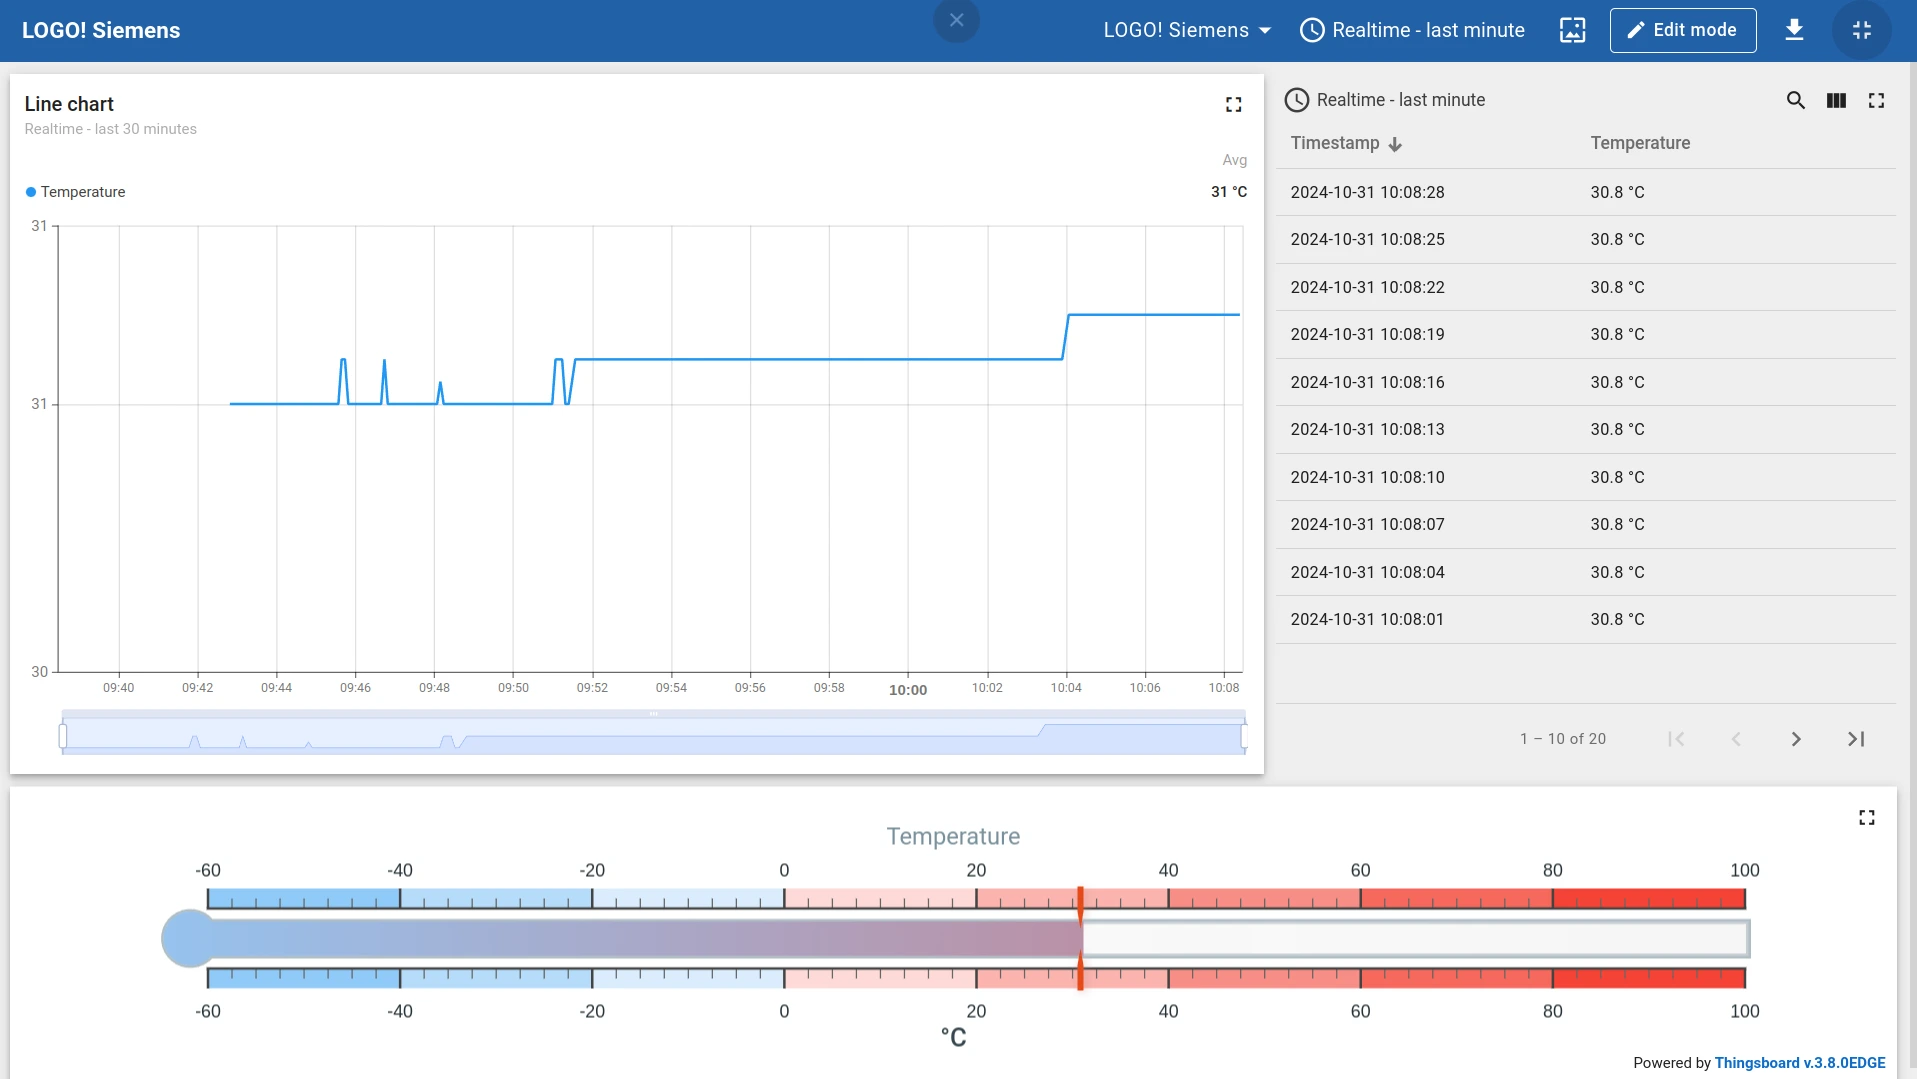 LOGO! Siemens
LOGO! Siemens
Realtime - last minute
Edit mode
Line chart
Realtime - last 30 minutes
Avg
Temperature
31 °C
31
31
30
09:40 09:42 09:44 09:46 09:48 09:50 09:52 09:54 09:56 09:58 10:00 10:02 10:04 10:06 10:08
Realtime - last minute
Timestamp Temperature
2024-10-31 10:08:28 30.8 °C
2024-10-31 10:08:25 30.8 °C
2024-10-31 10:08:22 30.8 °C
2024-10-31 10:08:19 30.8 °C
2024-10-31 10:08:16 30.8 °C
2024-10-31 10:08:13 30.8 °C
2024-10-31 10:08:10 30.8 °C
2024-10-31 10:08:07 30.8 °C
2024-10-31 10:08:04 30.8 °C
2024-10-31 10:08:01 30.8 °C
1 – 10 of 20
Temperature
-60 -40 -20 0 20 40 60 80 100
-60 -40 -20 0 20 40 60 80 100
°C
Powered by Thingsboard v.3.8.0EDGE